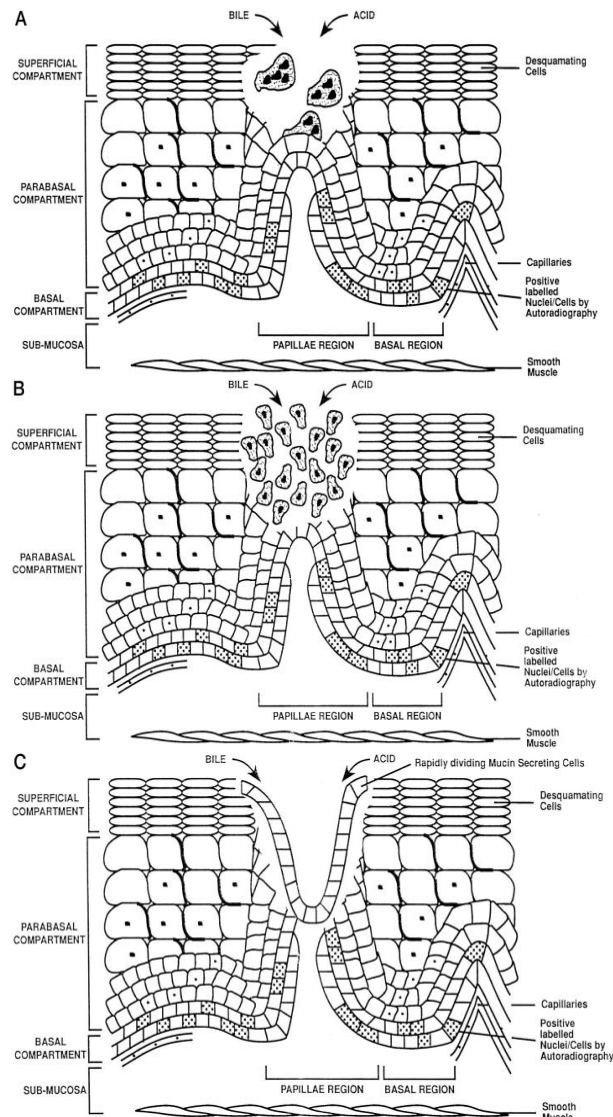 A
BILE ACID
SUPERFICIAL
COMPARTMENT
Desquamating
Cells
PARABASAL
COMPARTMENT
Capillaries
Positive
labelled
Nuclei/Cells by
Autoradiography
BASAL
COMPARTMENT
PAPILLAE REGION BASAL REGION
SUB-MUCOSA
Smooth
Muscle
B
BILE ACID
SUPERFICIAL
COMPARTMENT
Desquamating
Cells
PARABASAL
COMPARTMENT
Capillaries
Positive
labelled
Nuclei/Cells by
Autoradiography
BASAL
COMPARTMENT
PAPILLAE REGION BASAL REGION
SUB-MUCOSA
Smooth
Muscle
C
BILE ACID
Rapidly dividing Mucin Secreting Cells
SUPERFICIAL
COMPARTMENT
Desquamating
Cells
PARABASAL
COMPARTMENT
Capillaries
Positive
labelled
Nuclei/Cells by
Autoradiography
BASAL
COMPARTMENT
PAPILLAE REGION BASAL REGION
SUB-MUCOSA
Smooth
Muscle